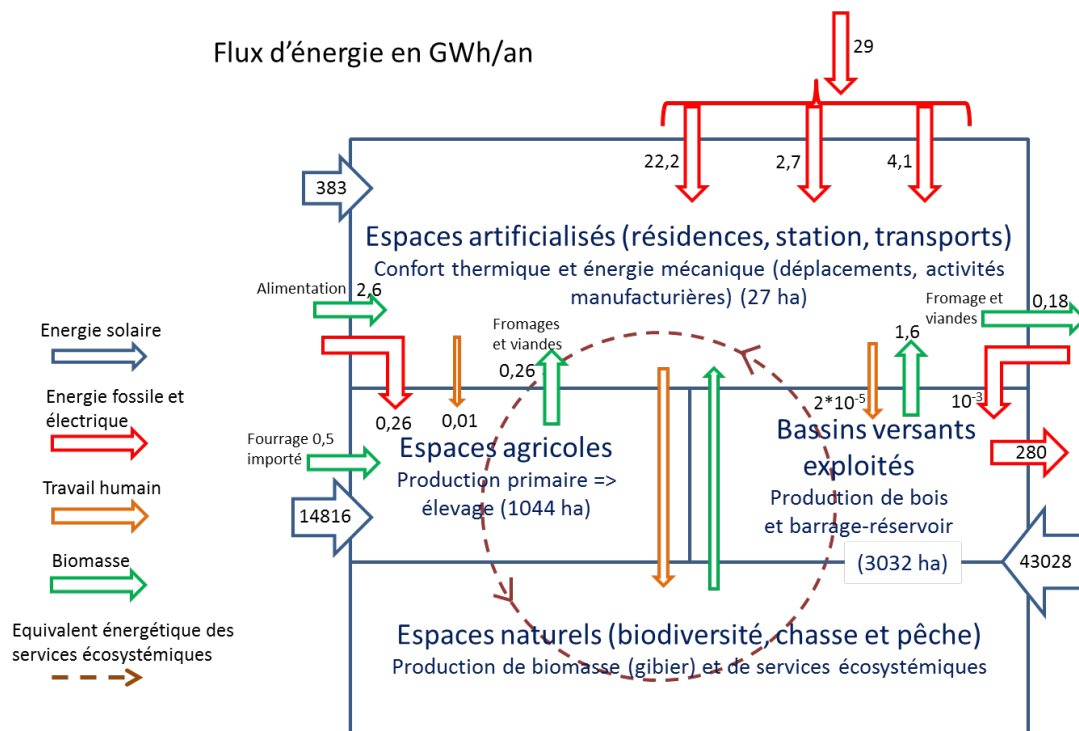 Flux d'énergie en GWh/an
29
22,2
2,7
4,1
383
Espaces artificialisés (résidences, station, transports)
Confort thermique et énergie mécanique (déplacements, activités
manufacturières) (27 ha)
Alimentation 2,6
Fromage et
viandes
0,18
Fromages
et viandes
0,26
1,6
0,26
0,01
2*10-5
10-3
Energie solaire
Energie fossile et
électrique
Travail humain
Biomasse
Equivalent énergétique des
services écosystémiques
Fourrage 0,5
importé
14816
Espaces agricoles
Production primaire =>
élevage (1044 ha)
Bassins versants
exploités
Production de bois
et barrage-réservoir
(3032 ha)
280
43028
Espaces naturels (biodiversité, chasse et pêche)
Production de biomasse (gibier) et de services écosystémiques